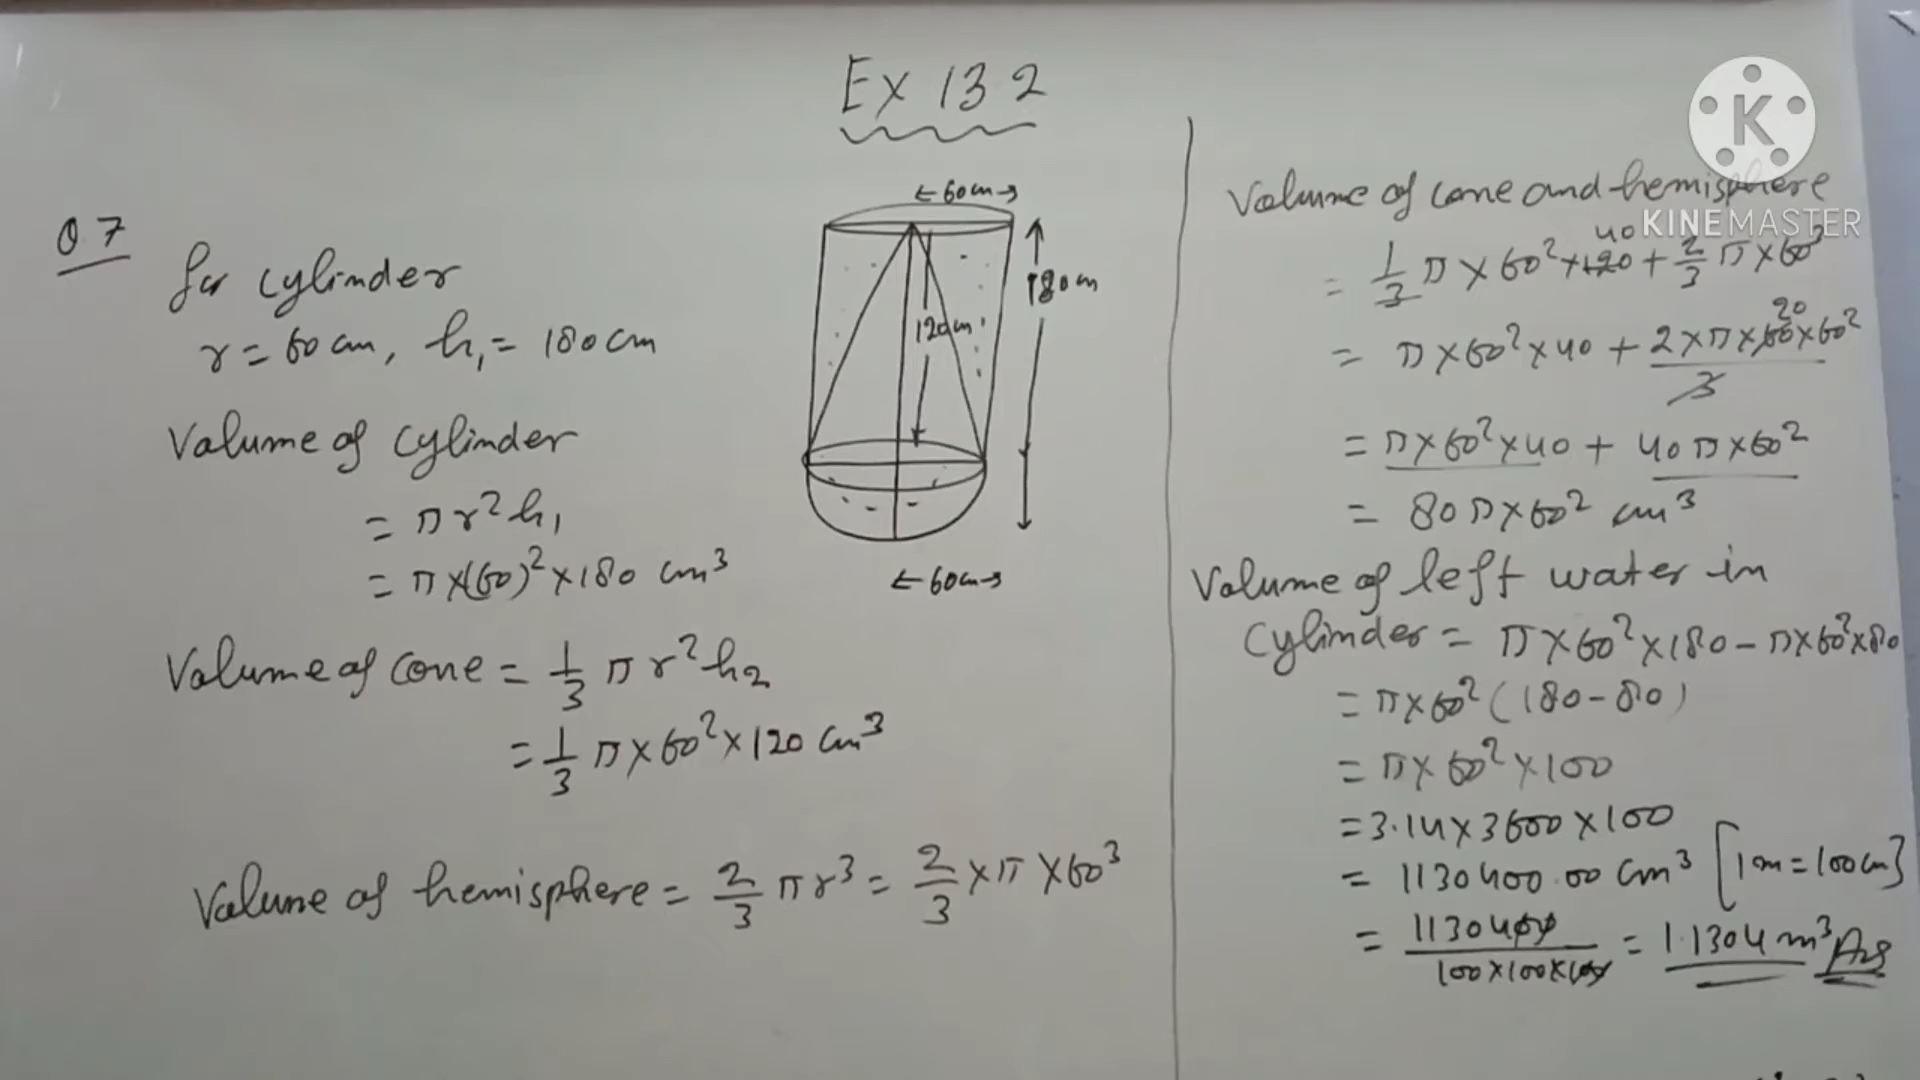 Ex 13.2
Q.7
for cylinder
r = 60 cm, h₁ = 180 cm
Volume of cylinder
= πr²h₁
= π×(60)²×180 cm³
Volume of cone = 1/3 πr²h₂
= 1/3 π×60²×120 cm³
Volume of hemisphere = 2/3 πr³ = 2/3 ×π×60³
←60cm→
180cm
120cm
←60cm→
K
KINEMASTER
Volume of cone and hemisphere
= 1/3 π×60²×120 40 + 2/3 π×60³
= π×60²×40 + 2×π×60 20×60² / 3
= π×60²×40 + 40π×60²
= 80π×60² cm³
Volume of left water in
cylinder = π×60²×180 – π×60²×80
= π×60²(180-80)
= π×60²×100
= 3.14×3600×100
= 1130400.00 cm³ [1m = 100cm]
= 1130400 / 100×100×100 = 1.1304 m³ Ans